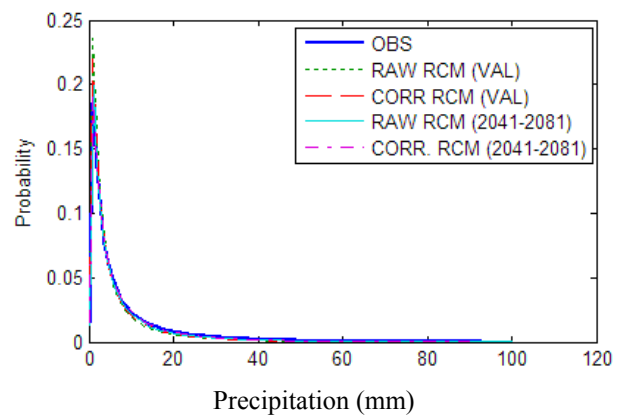 0.25
0.2
0.15
0.1
0.05
0
Probability
OBS
RAW RCM (VAL)
CORR RCM (VAL)
RAW RCM (2041-2081)
CORR. RCM (2041-2081)
0 20 40 60 80 100 120
Precipitation (mm)